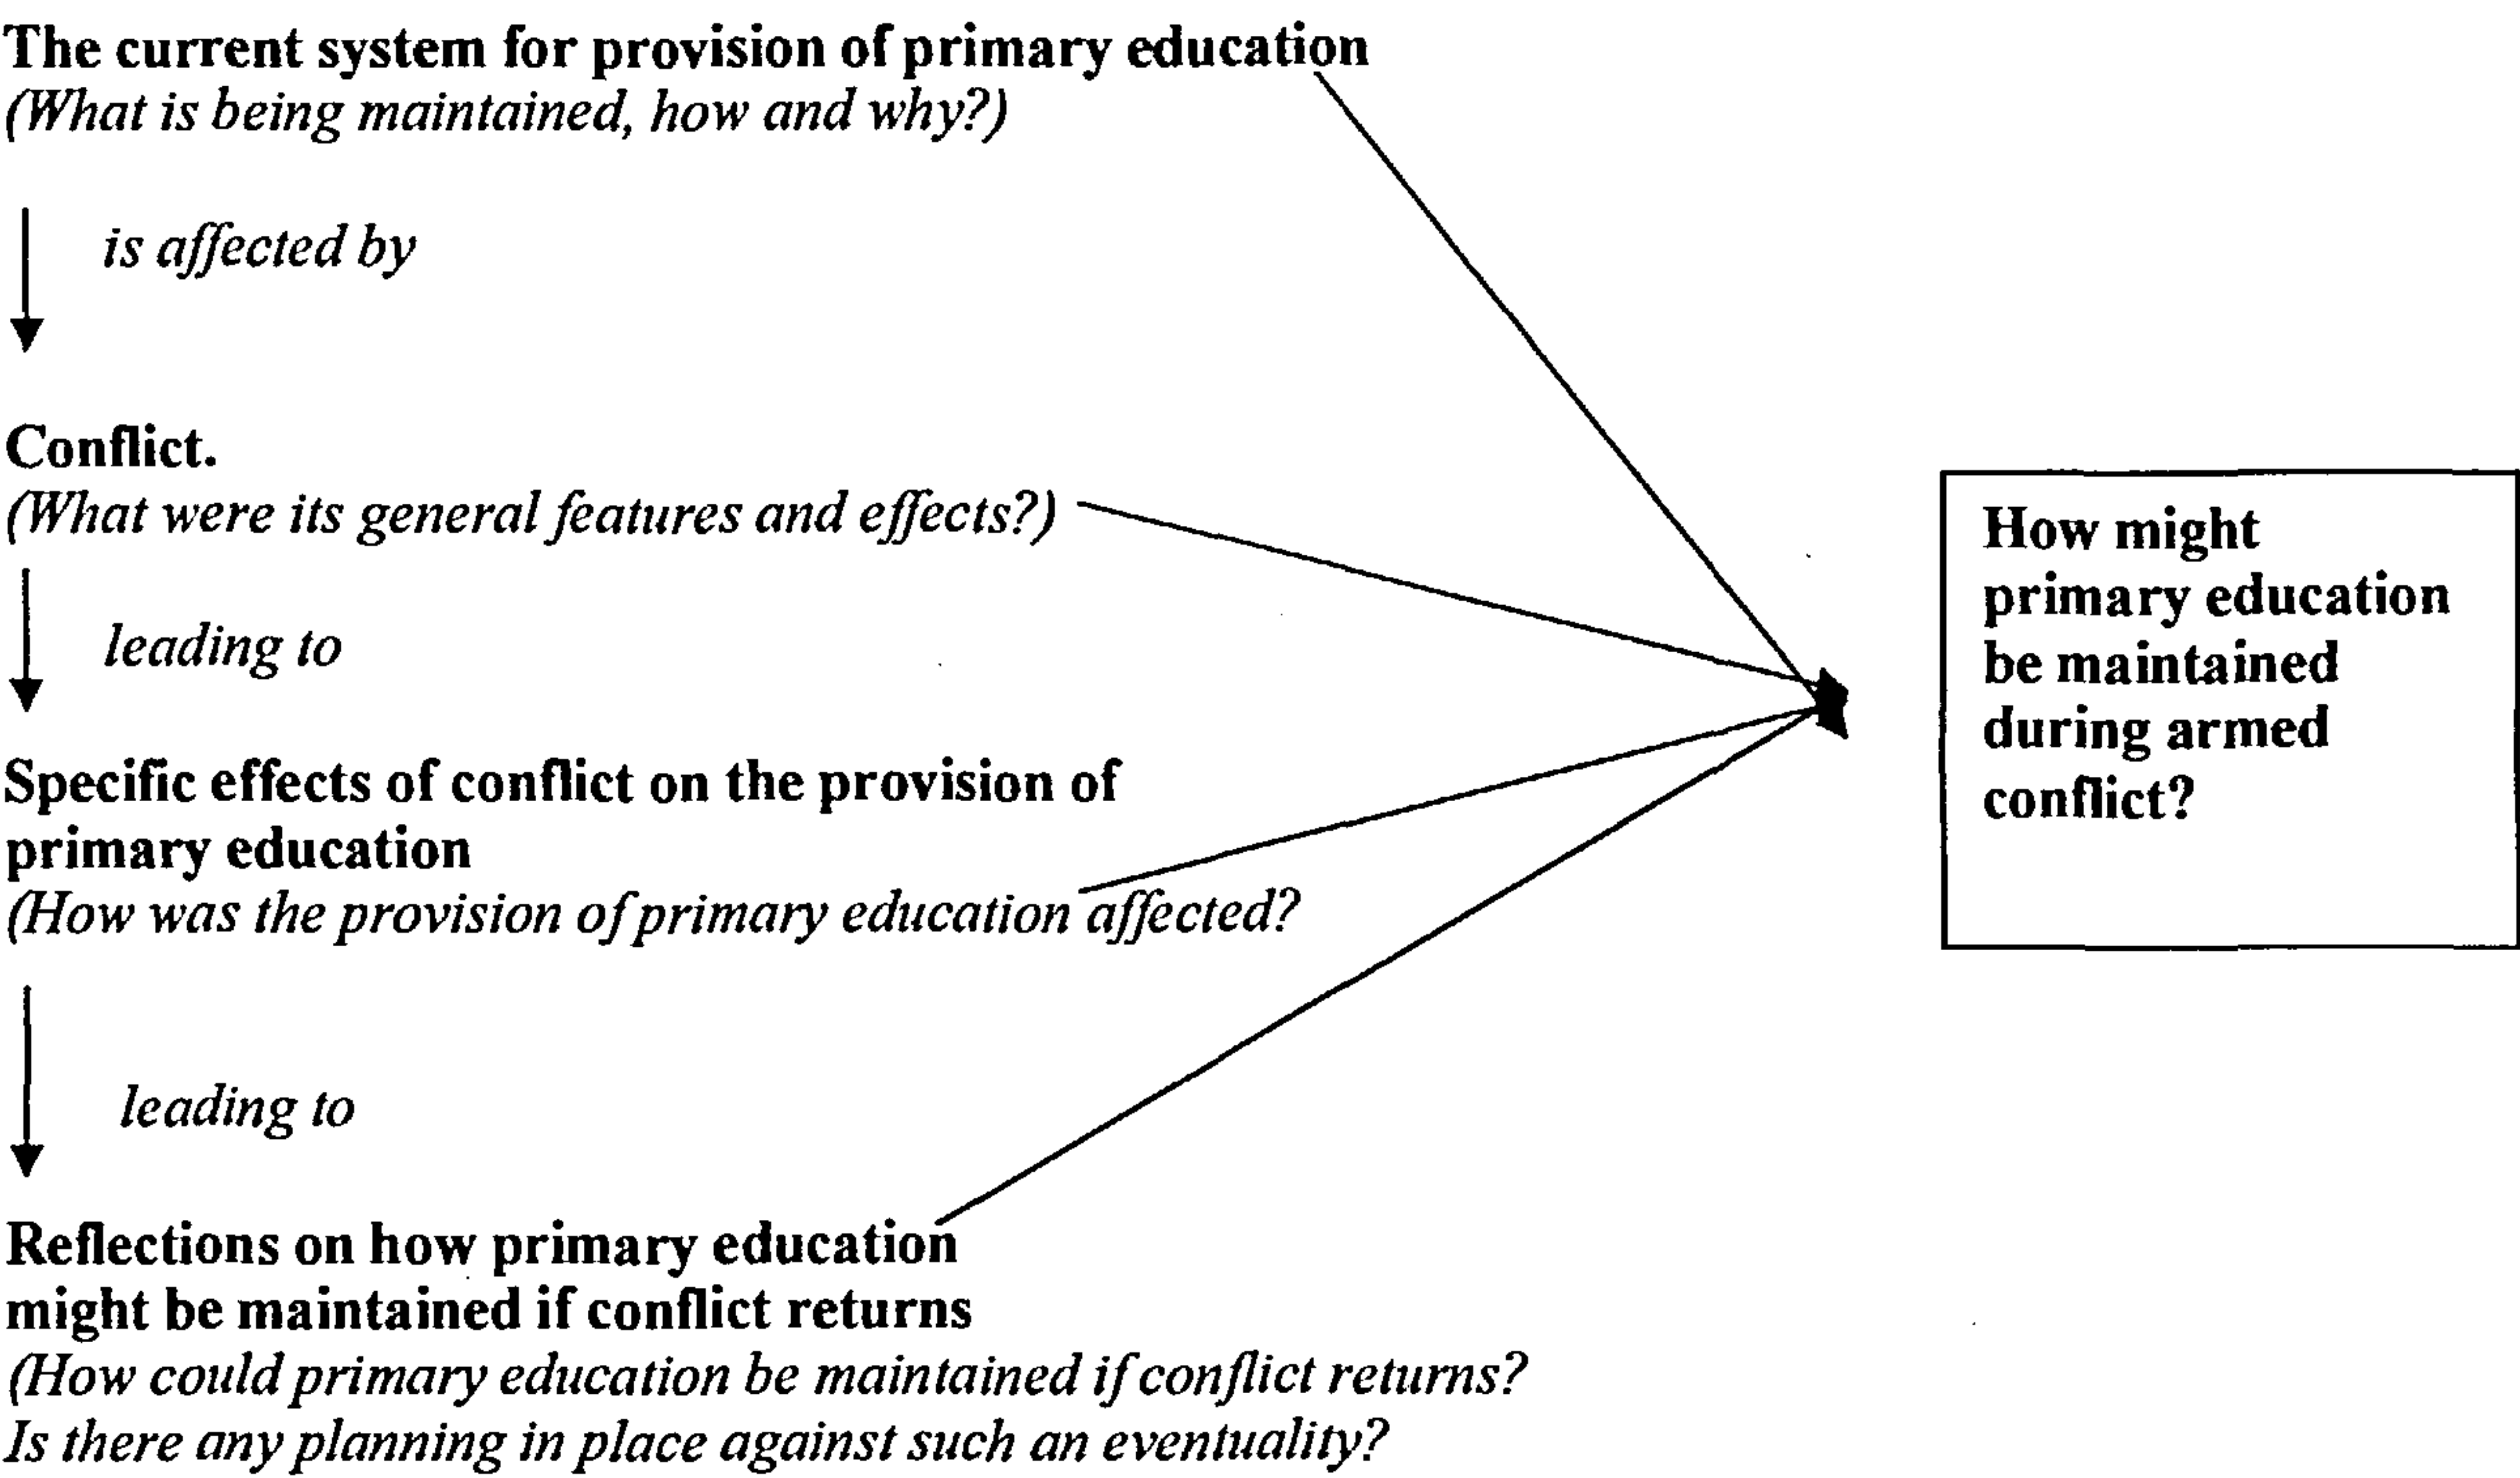 The current system for provision of primary education
(What is being maintained, how and why?)
is affected by
Conflict.
(What were its general features and effects?)
leading to
Specific effects of conflict on the provision of
primary education
(How was the provision of primary education affected?
leading to
Reflections on how primary education
might be maintained if conflict returns
(How could primary education be maintained if conflict returns?
Is there any planning in place against such an eventuality?
How might
primary education
be maintained
during armed
conflict?